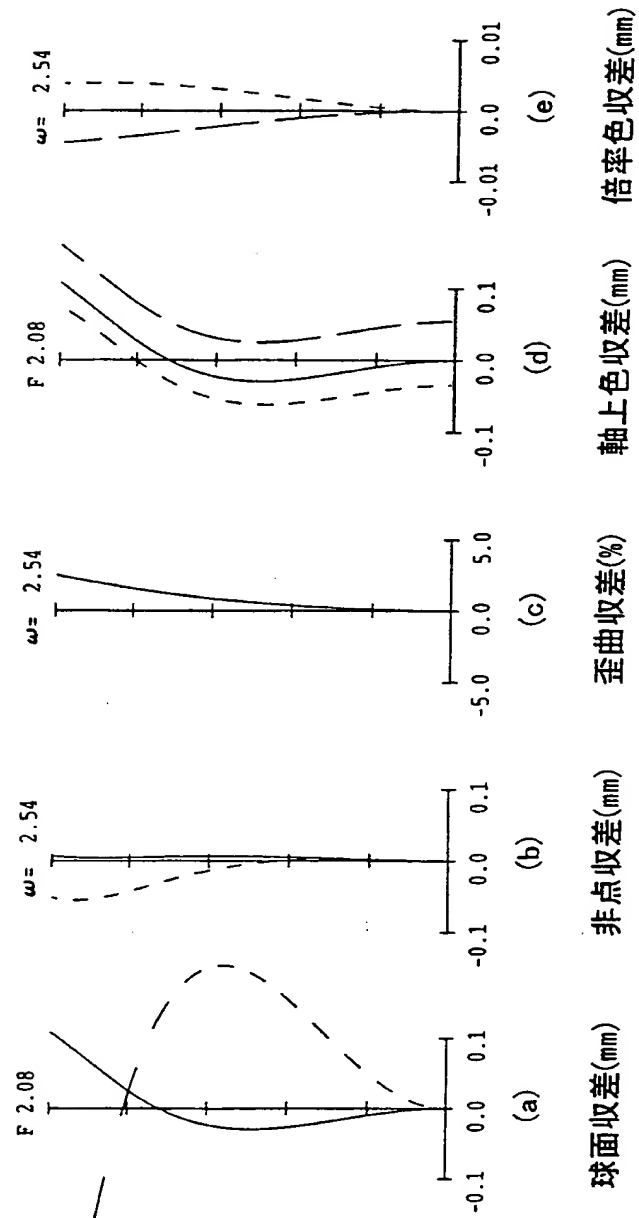 F 2.08
-0.1 0.0 0.1
(a)
球面収差(mm)
ω= 2.54
-0.1 0.0 0.1
(b)
非点収差(mm)
ω= 2.54
-5.0 0.0 5.0
(c)
歪曲収差(%)
F 2.08
-0.1 0.0 0.1
(d)
軸上色収差(mm)
ω= 2.54
-0.01 0.0 0.01
(e)
倍率色収差(mm)